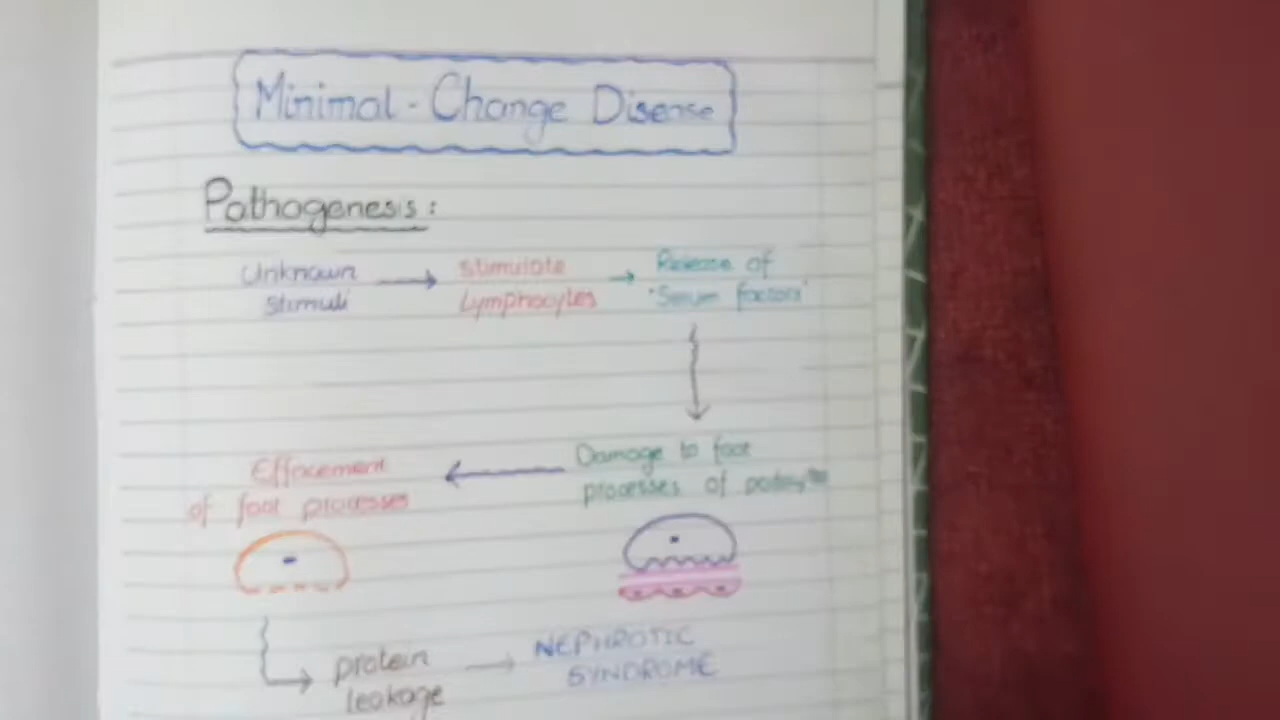 Minimal - Change Disease
Pathogenesis:
Unknown
Stimuli
Stimulate
Lymphocytes
Release of
'Serum factors'
Damage to foot
processes of podocytes
Effacement
of foot processes
protein
leakage
NEPHROTIC
SYNDROME